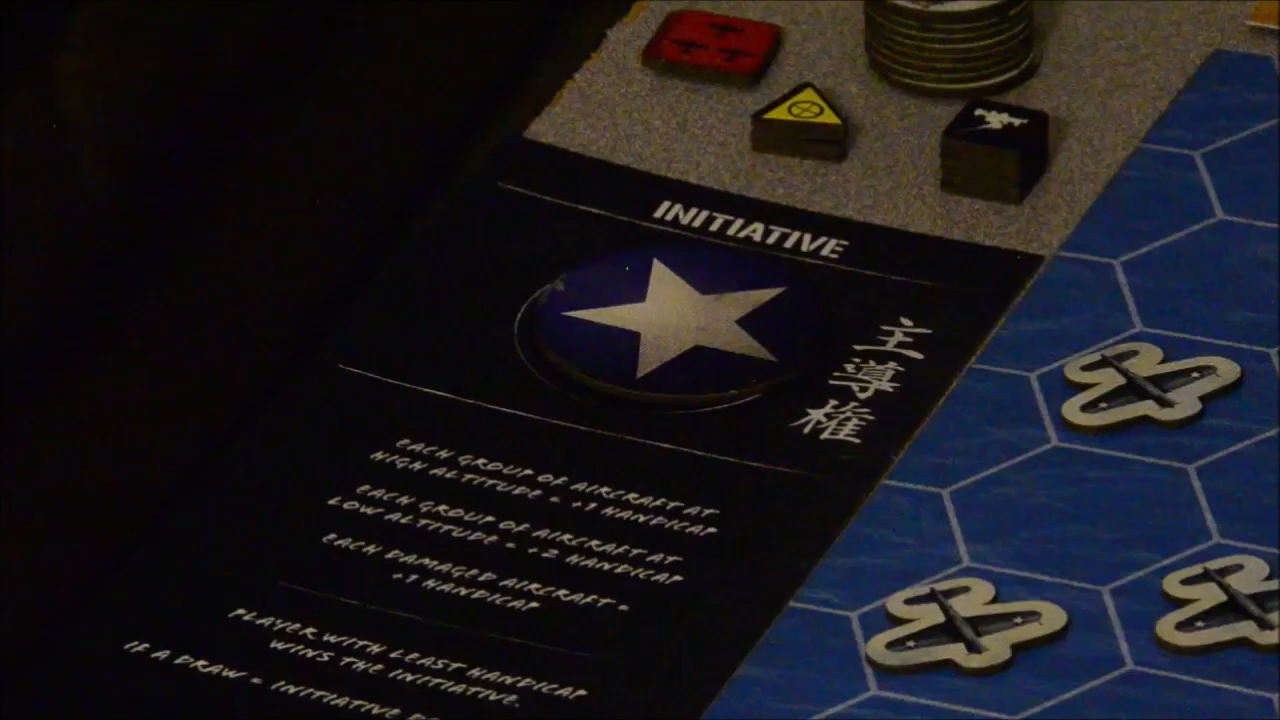 INITIATIVE
主導権
EACH GROUP OF AIRCRAFT AT
HIGH ALTITUDE = +1 HANDICAP
EACH GROUP OF AIRCRAFT AT
LOW ALTITUDE = +2 HANDICAP
EACH DAMAGED AIRCRAFT =
+1 HANDICAP
PLAYER WITH LEAST HANDICAP
WINS THE INITIATIVE.
IF A DRAW = INITIATIVE